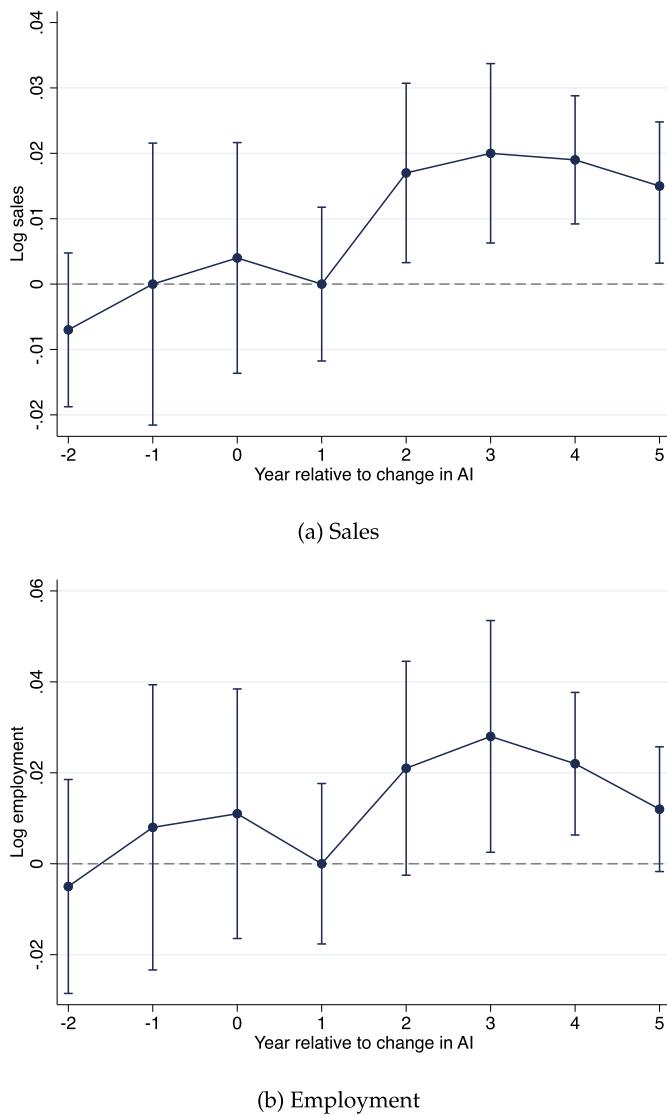 .04
.03
.02
.01
0
-.01
-.02
Log sales
-2 -1 0 1 2 3 4 5
Year relative to change in AI
(a) Sales
.06
.04
.02
0
-.02
Log employment
-2 -1 0 1 2 3 4 5
Year relative to change in AI
(b) Employment